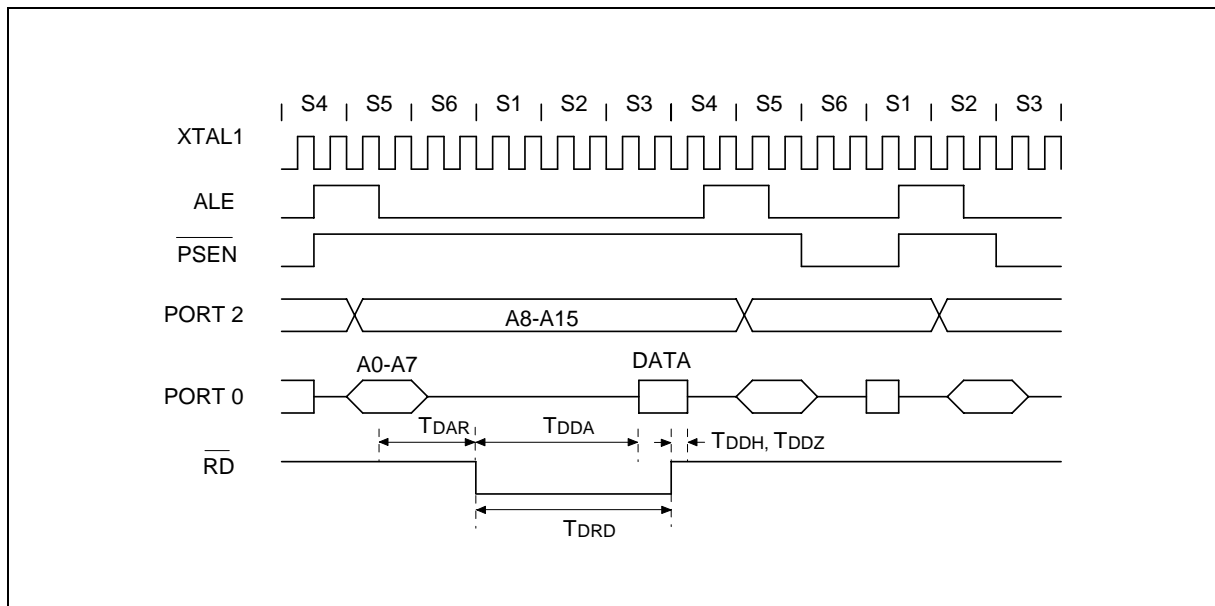 S4 S5 S6 S1 S2 S3 S4 S5 S6 S1 S2 S3
XTAL1
ALE
PSEN
PORT 2
A8-A15
A0-A7
DATA
PORT 0
TDAR
TDDA
TDDH, TDDZ
RD
TDRD